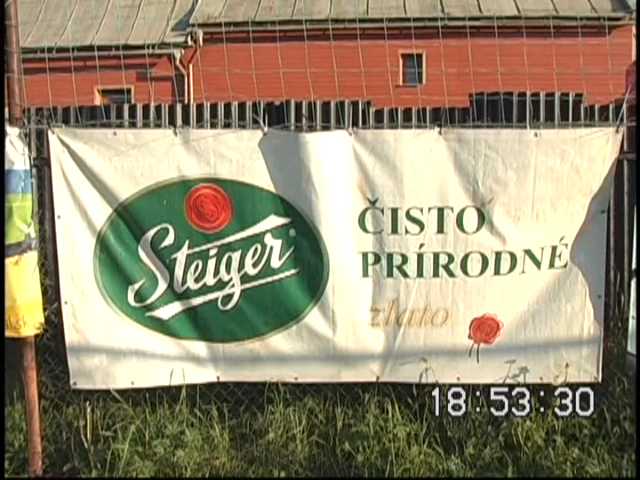 Steiger
ČISTO
PRÍRODNÉ
zlato
18:53:30